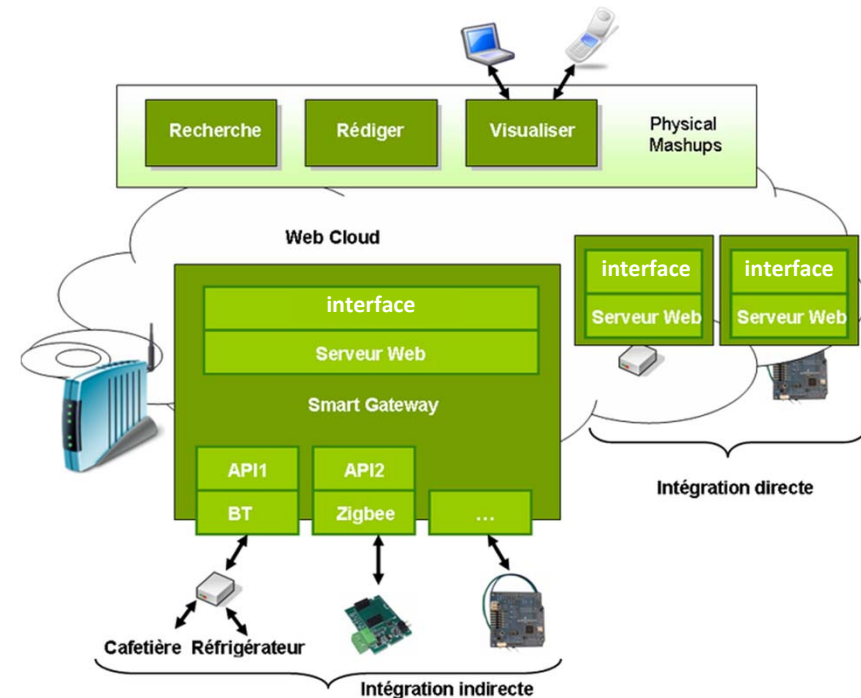 Recherche
Rédiger
Visualiser
Physical
Mashups
Web Cloud
interface
Serveur Web
interface
Serveur Web
interface
Serveur Web
Smart Gateway
API1
BT
API2
Zigbee
...
Intégration directe
Cafetière
Réfrigérateur
Intégration indirecte